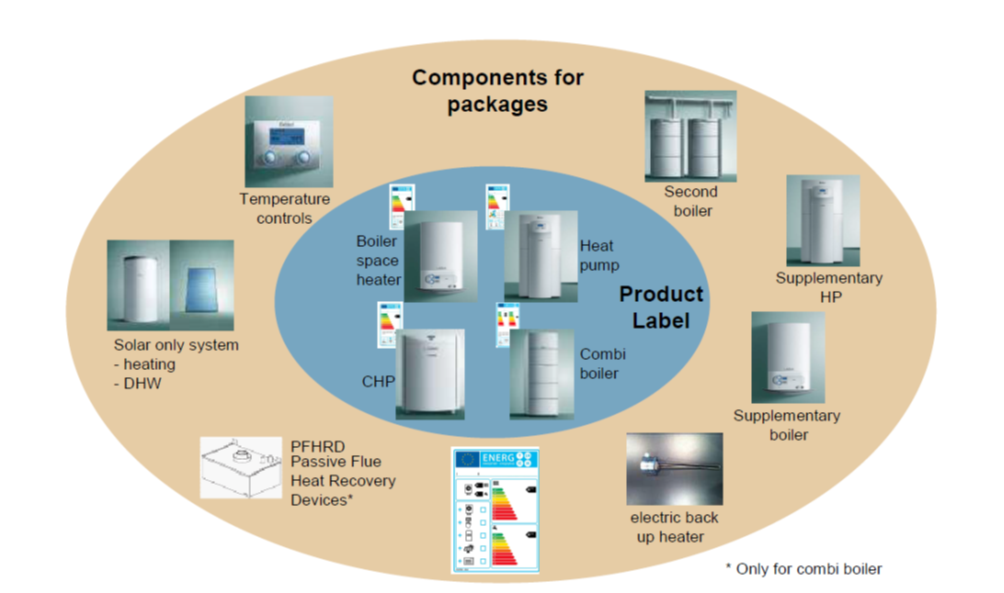 Components for
packages
Temperature
controls
Second
boiler
Boiler
space
heater
Heat
pump
Supplementary
HP
Product
Label
Solar only system
- heating
- DHW
CHP
Combi
boiler
Supplementary
boiler
PFHRD
Passive Flue
Heat Recovery
Devices*
ENERG
electric back
up heater
* Only for combi boiler